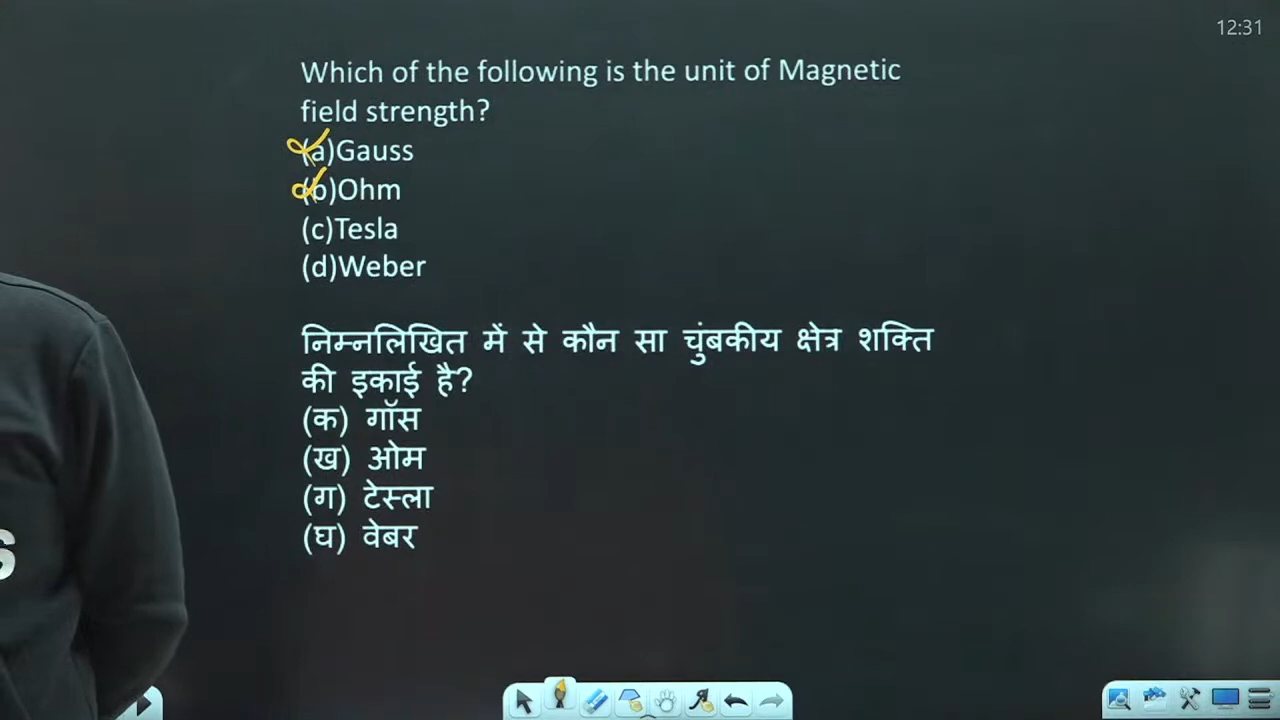 12:31
Which of the following is the unit of Magnetic
field strength?
(a)Gauss
(b)Ohm
(c)Tesla
(d)Weber
निम्नलिखित में से कौन सा चुंबकीय क्षेत्र शक्ति
की इकाई है?
(क) गॉस
(ख) ओम
(ग) टेस्ला
(घ) वेबर
S